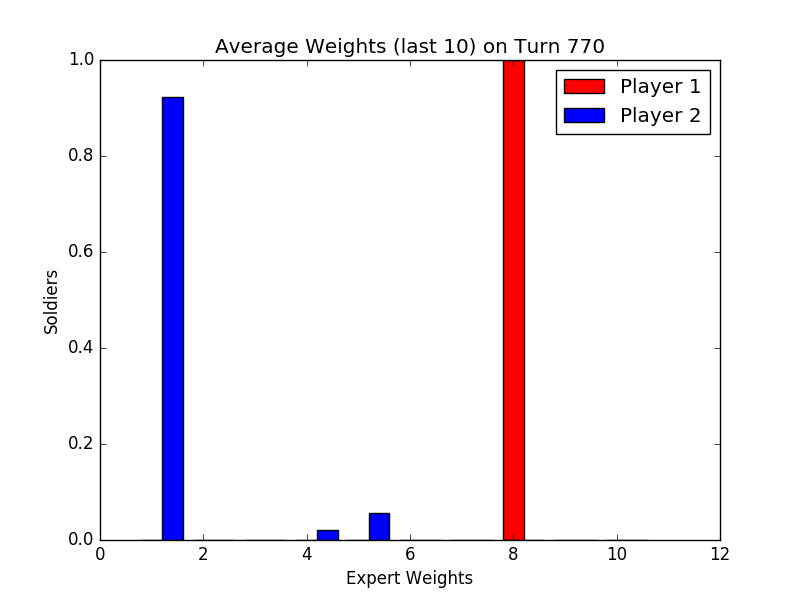 Average Weights (last 10) on Turn 770
1.0
0.8
0.6
0.4
0.2
0.0
Soldiers
Player 1
Player 2
0 2 4 6 8 10 12
Expert Weights